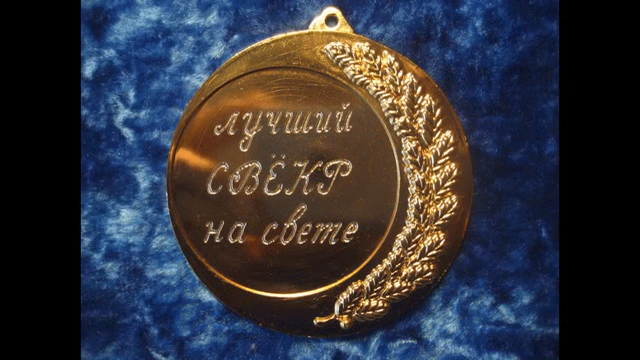 лучший
СВЁКР
на свете